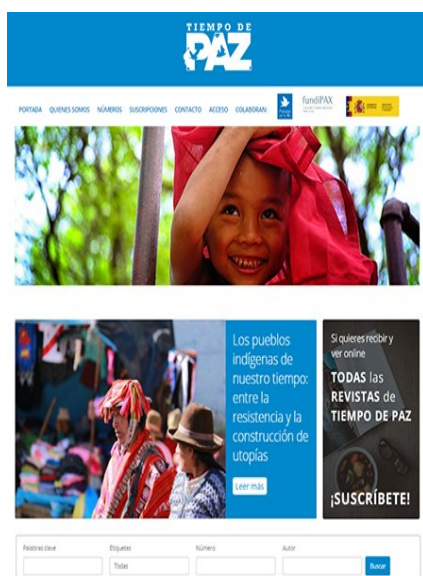 TIEMPO DE
PAZ
PORTADA QUIENES SOMOS NÚMEROS SUSCRIPCIONES CONTACTO ACCESO COLABORAN:
fundiPAX
Los pueblos
indígenas de
nuestro tiempo:
entre la
resistencia y la
construcción de
utopías
Leer más
Si quieres recibir y
ver online
TODAS las
REVISTAS de
TIEMPO DE PAZ
¡SUSCRÍBETE!
Palabras clave Etiquetas Número Autor
Todas Buscar